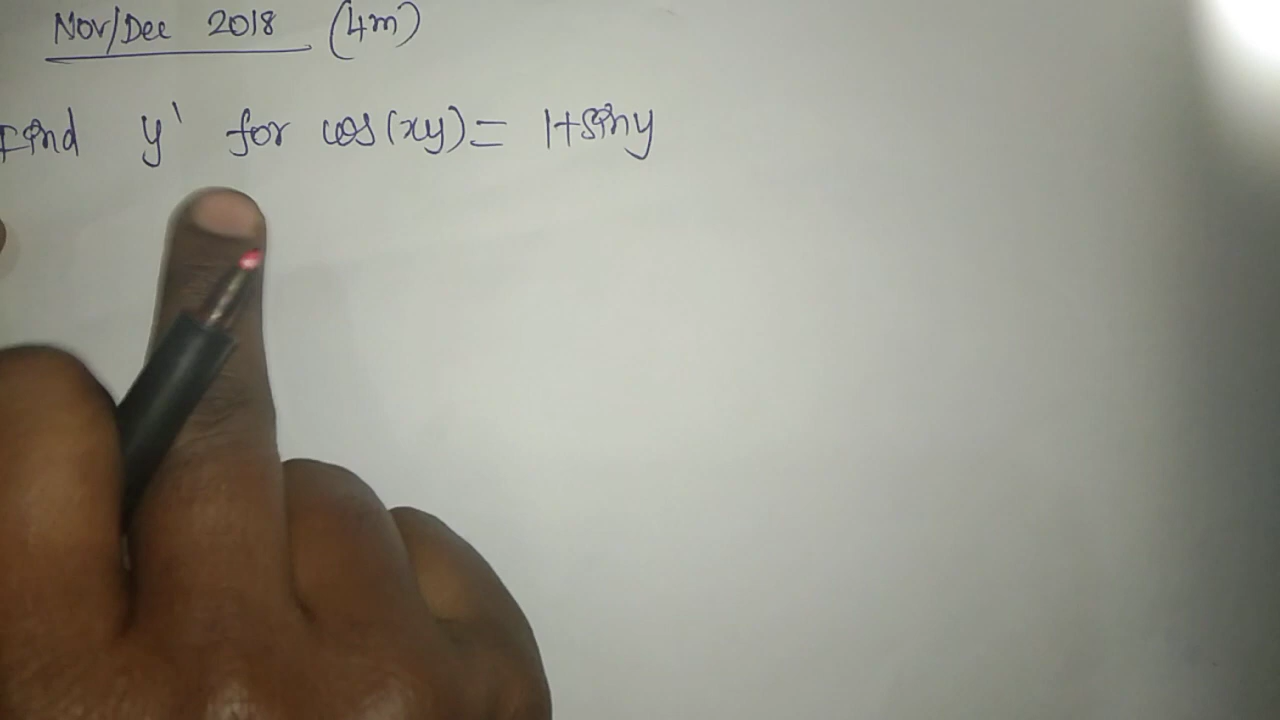 Nov/Dec 2018 (4m)
Find y' for cos(xy) = 1+siny